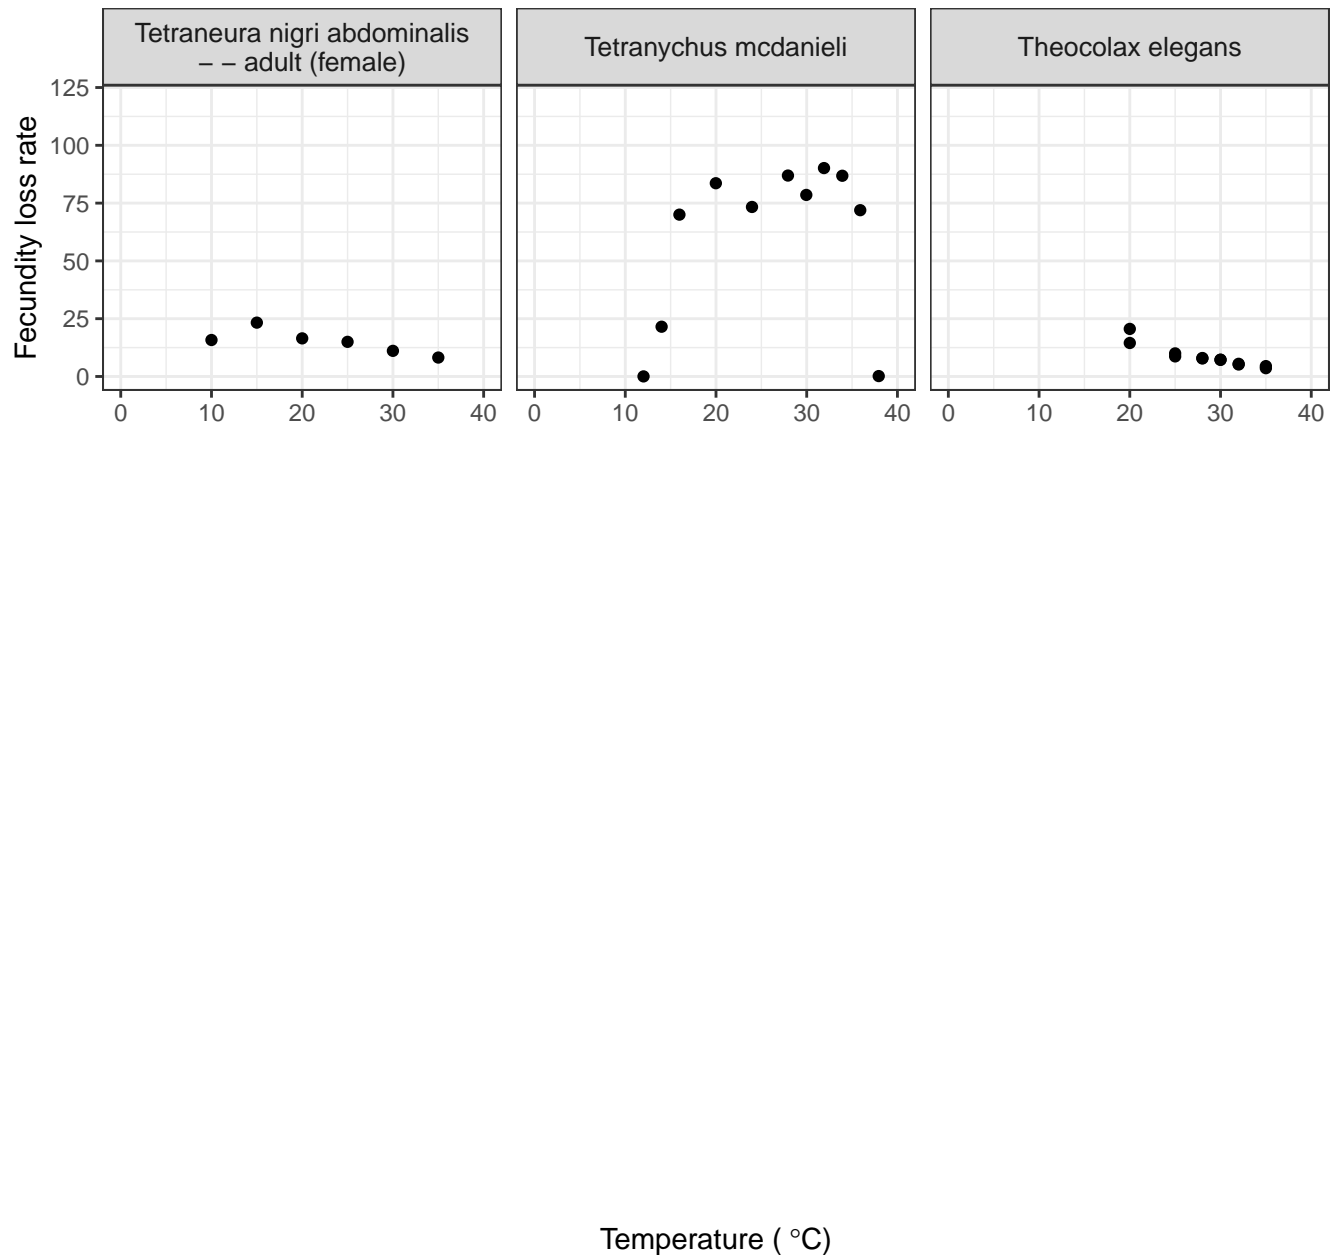 Tetraneura nigri abdominalis
– – adult (female)
Tetranychus mcdanieli
Theocolax elegans
Fecundity loss rate
125
100
75
50
25
0
0 10 20 30 40
0 10 20 30 40
0 10 20 30 40
Temperature ( °C)